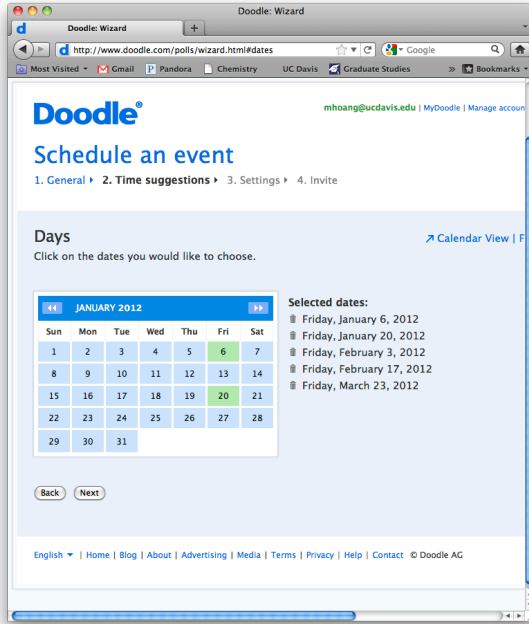 Doodle: Wizard
d Doodle: Wizard +
d http://www.doodle.com/polls/wizard.html#dates Google
Most Visited Gmail P Pandora Chemistry UC Davis Graduate Studies » Bookmarks
Doodle®
mhoang@ucdavis.edu | MyDoodle | Manage accoun
Schedule an event
1. General 2. Time suggestions 3. Settings 4. Invite
Days
Calendar View | F
Click on the dates you would like to choose.
JANUARY 2012
Sun Mon Tue Wed Thu Fri Sat
1 2 3 4 5 6 7
8 9 10 11 12 13 14
15 16 17 18 19 20 21
22 23 24 25 26 27 28
29 30 31
Selected dates:
Friday, January 6, 2012
Friday, January 20, 2012
Friday, February 3, 2012
Friday, February 17, 2012
Friday, March 23, 2012
Back Next
English | Home | Blog | About | Advertising | Media | Terms | Privacy | Help | Contact © Doodle AG